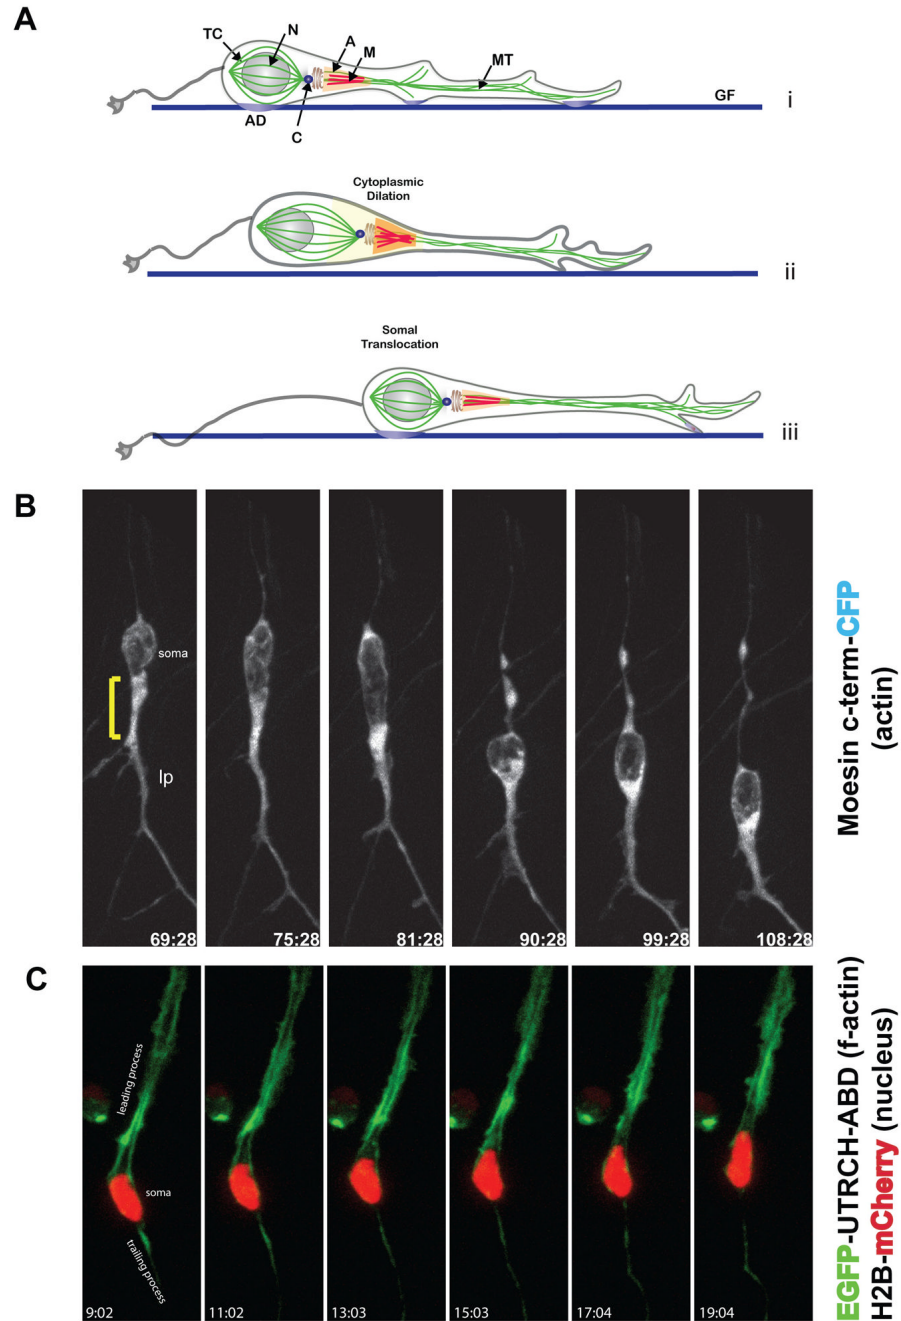 A
TC
N
A
M
MT
AD
C
GF
i
Cytoplasmic
Dilation
ii
Somal
Translocation
iii
B
soma
lp
69:28
75:28
81:28
90:28
99:28
108:28
Moesin c-term-CFP
(actin)
C
leading process
soma
trailing process
9:02
11:02
13:03
15:03
17:04
19:04
EGFP-UTRCH-ABD (f-actin)
H2B-mCherry (nucleus)